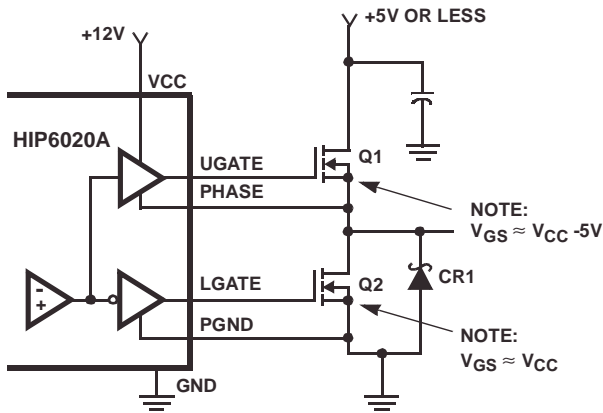 +5V OR LESS
+12V
VCC
HIP6020A
UGATE
Q1
PHASE
NOTE:
VGS ≈ VCC -5V
- +
LGATE
Q2
CR1
PGND
NOTE:
VGS ≈ VCC
GND